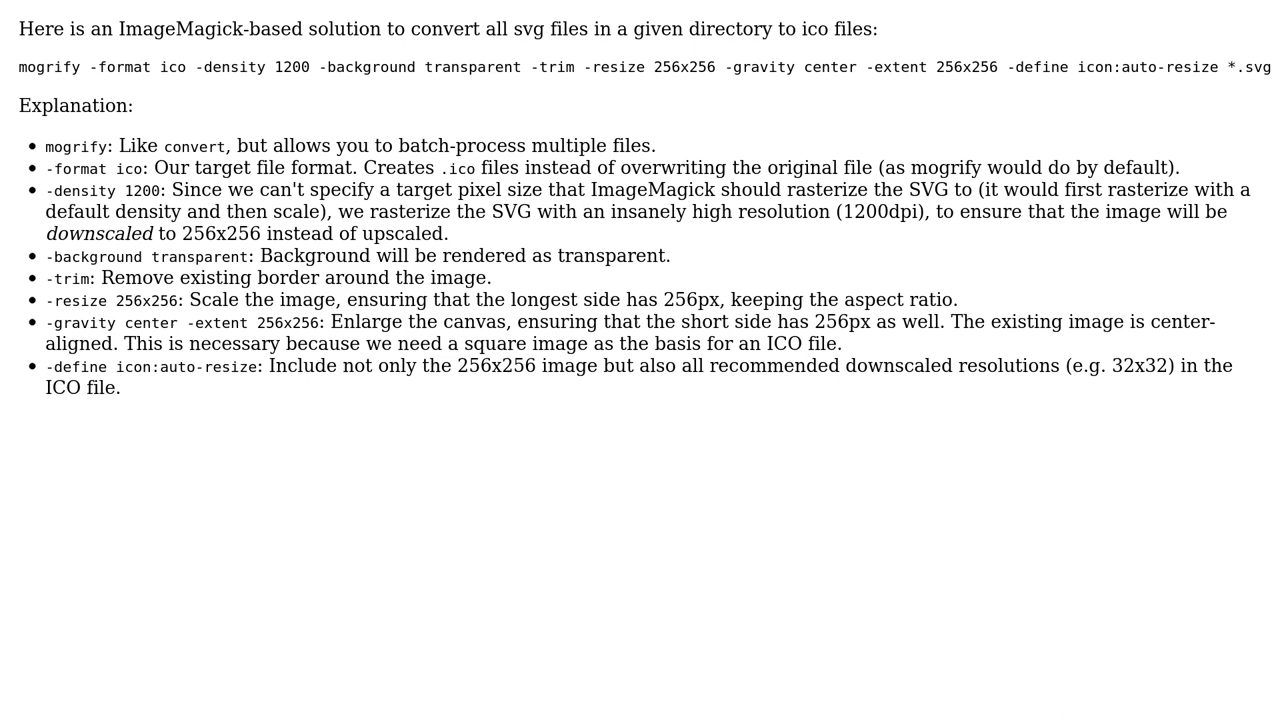 Here is an ImageMagick-based solution to convert all svg files in a given directory to ico files:
mogrify -format ico -density 1200 -background transparent -trim -resize 256x256 -gravity center -extent 256x256 -define icon:auto-resize *.svg
Explanation:
• mogrify: Like convert, but allows you to batch-process multiple files.
• -format ico: Our target file format. Creates .ico files instead of overwriting the original file (as mogrify would do by default).
• -density 1200: Since we can't specify a target pixel size that ImageMagick should rasterize the SVG to (it would first rasterize with a
default density and then scale), we rasterize the SVG with an insanely high resolution (1200dpi), to ensure that the image will be
downscaled to 256x256 instead of upscaled.
• -background transparent: Background will be rendered as transparent.
• -trim: Remove existing border around the image.
• -resize 256x256: Scale the image, ensuring that the longest side has 256px, keeping the aspect ratio.
• -gravity center -extent 256x256: Enlarge the canvas, ensuring that the short side has 256px as well. The existing image is center-
aligned. This is necessary because we need a square image as the basis for an ICO file.
• -define icon:auto-resize: Include not only the 256x256 image but also all recommended downscaled resolutions (e.g. 32x32) in the
ICO file.